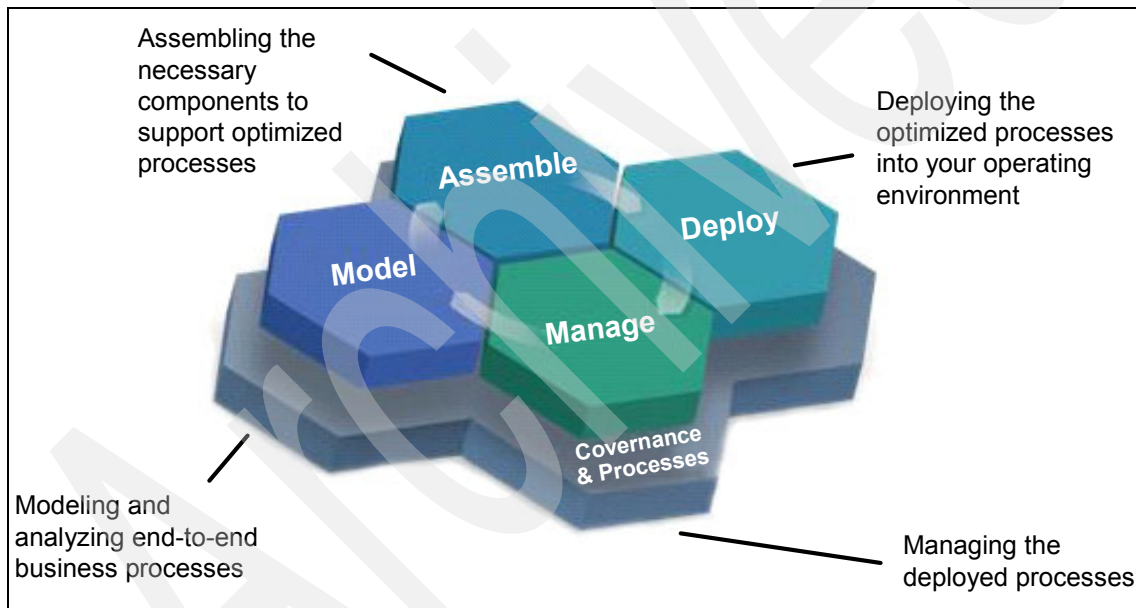 Assembling the
necessary
components to
support optimized
processes
Deploying the
optimized processes
into your operating
environment
Assemble
Deploy
Model
Manage
Covernance
& Processes
Modeling and
analyzing end-to-end
business processes
Managing the
deployed processes
Archived